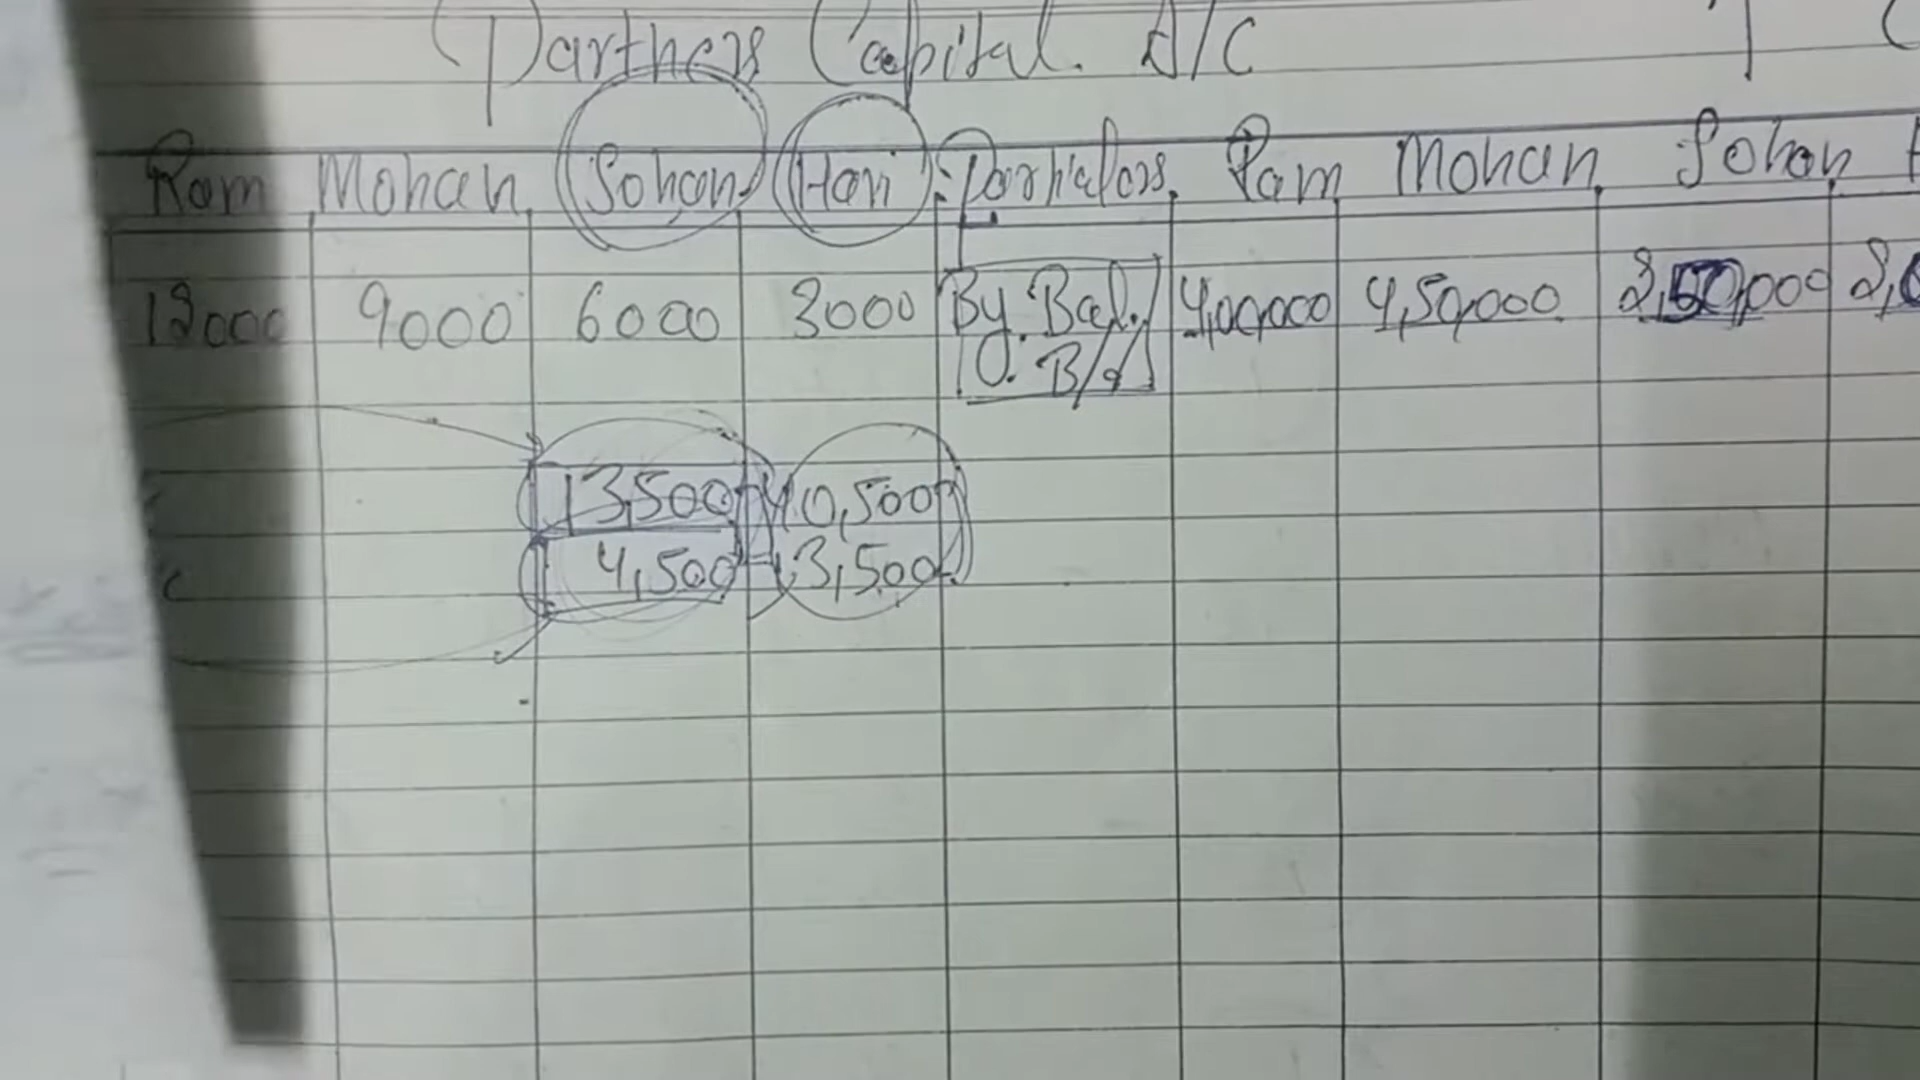 Partners Capital. A/C
Ram Mohan Sohan Hari Particulars Ram Mohan Sohan
12000 9000 6000 3000 By. Bal. 4,00,000 4,50,000 2,50,000
B/d
13,500 10,500
4,500 3,500